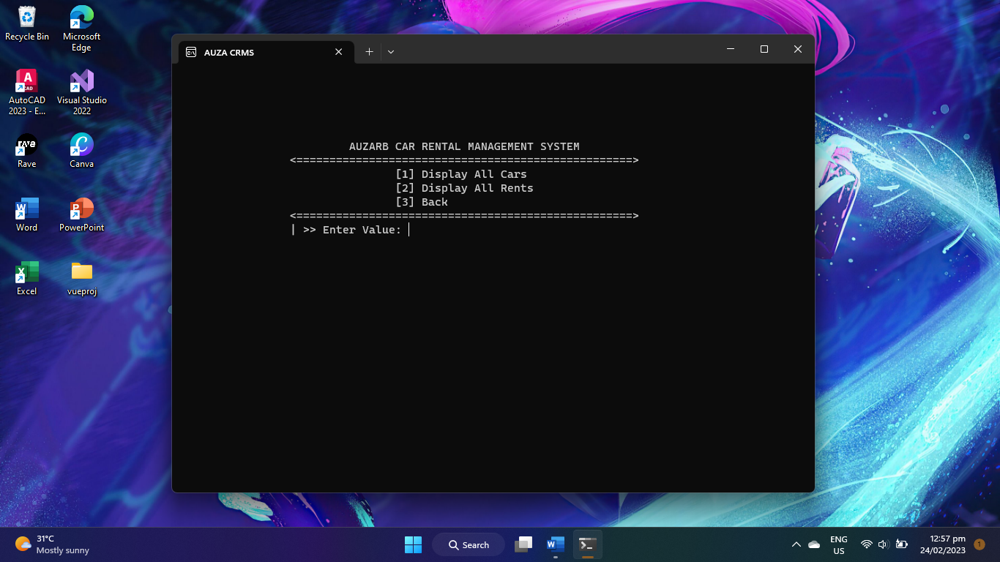 Recycle Bin
Microsoft
Edge
AutoCAD
2023 - E...
Visual Studio
2022
Rave
Canva
Word
PowerPoint
Excel
vueproj
AUZA CRMS
AUZARB CAR RENTAL MANAGEMENT SYSTEM
<===================================================>
[1] Display All Cars
[2] Display All Rents
[3] Back
<===================================================>
| >> Enter Value:
31°C
Mostly sunny
Search
ENG
US
12:57 pm
24/02/2023
1